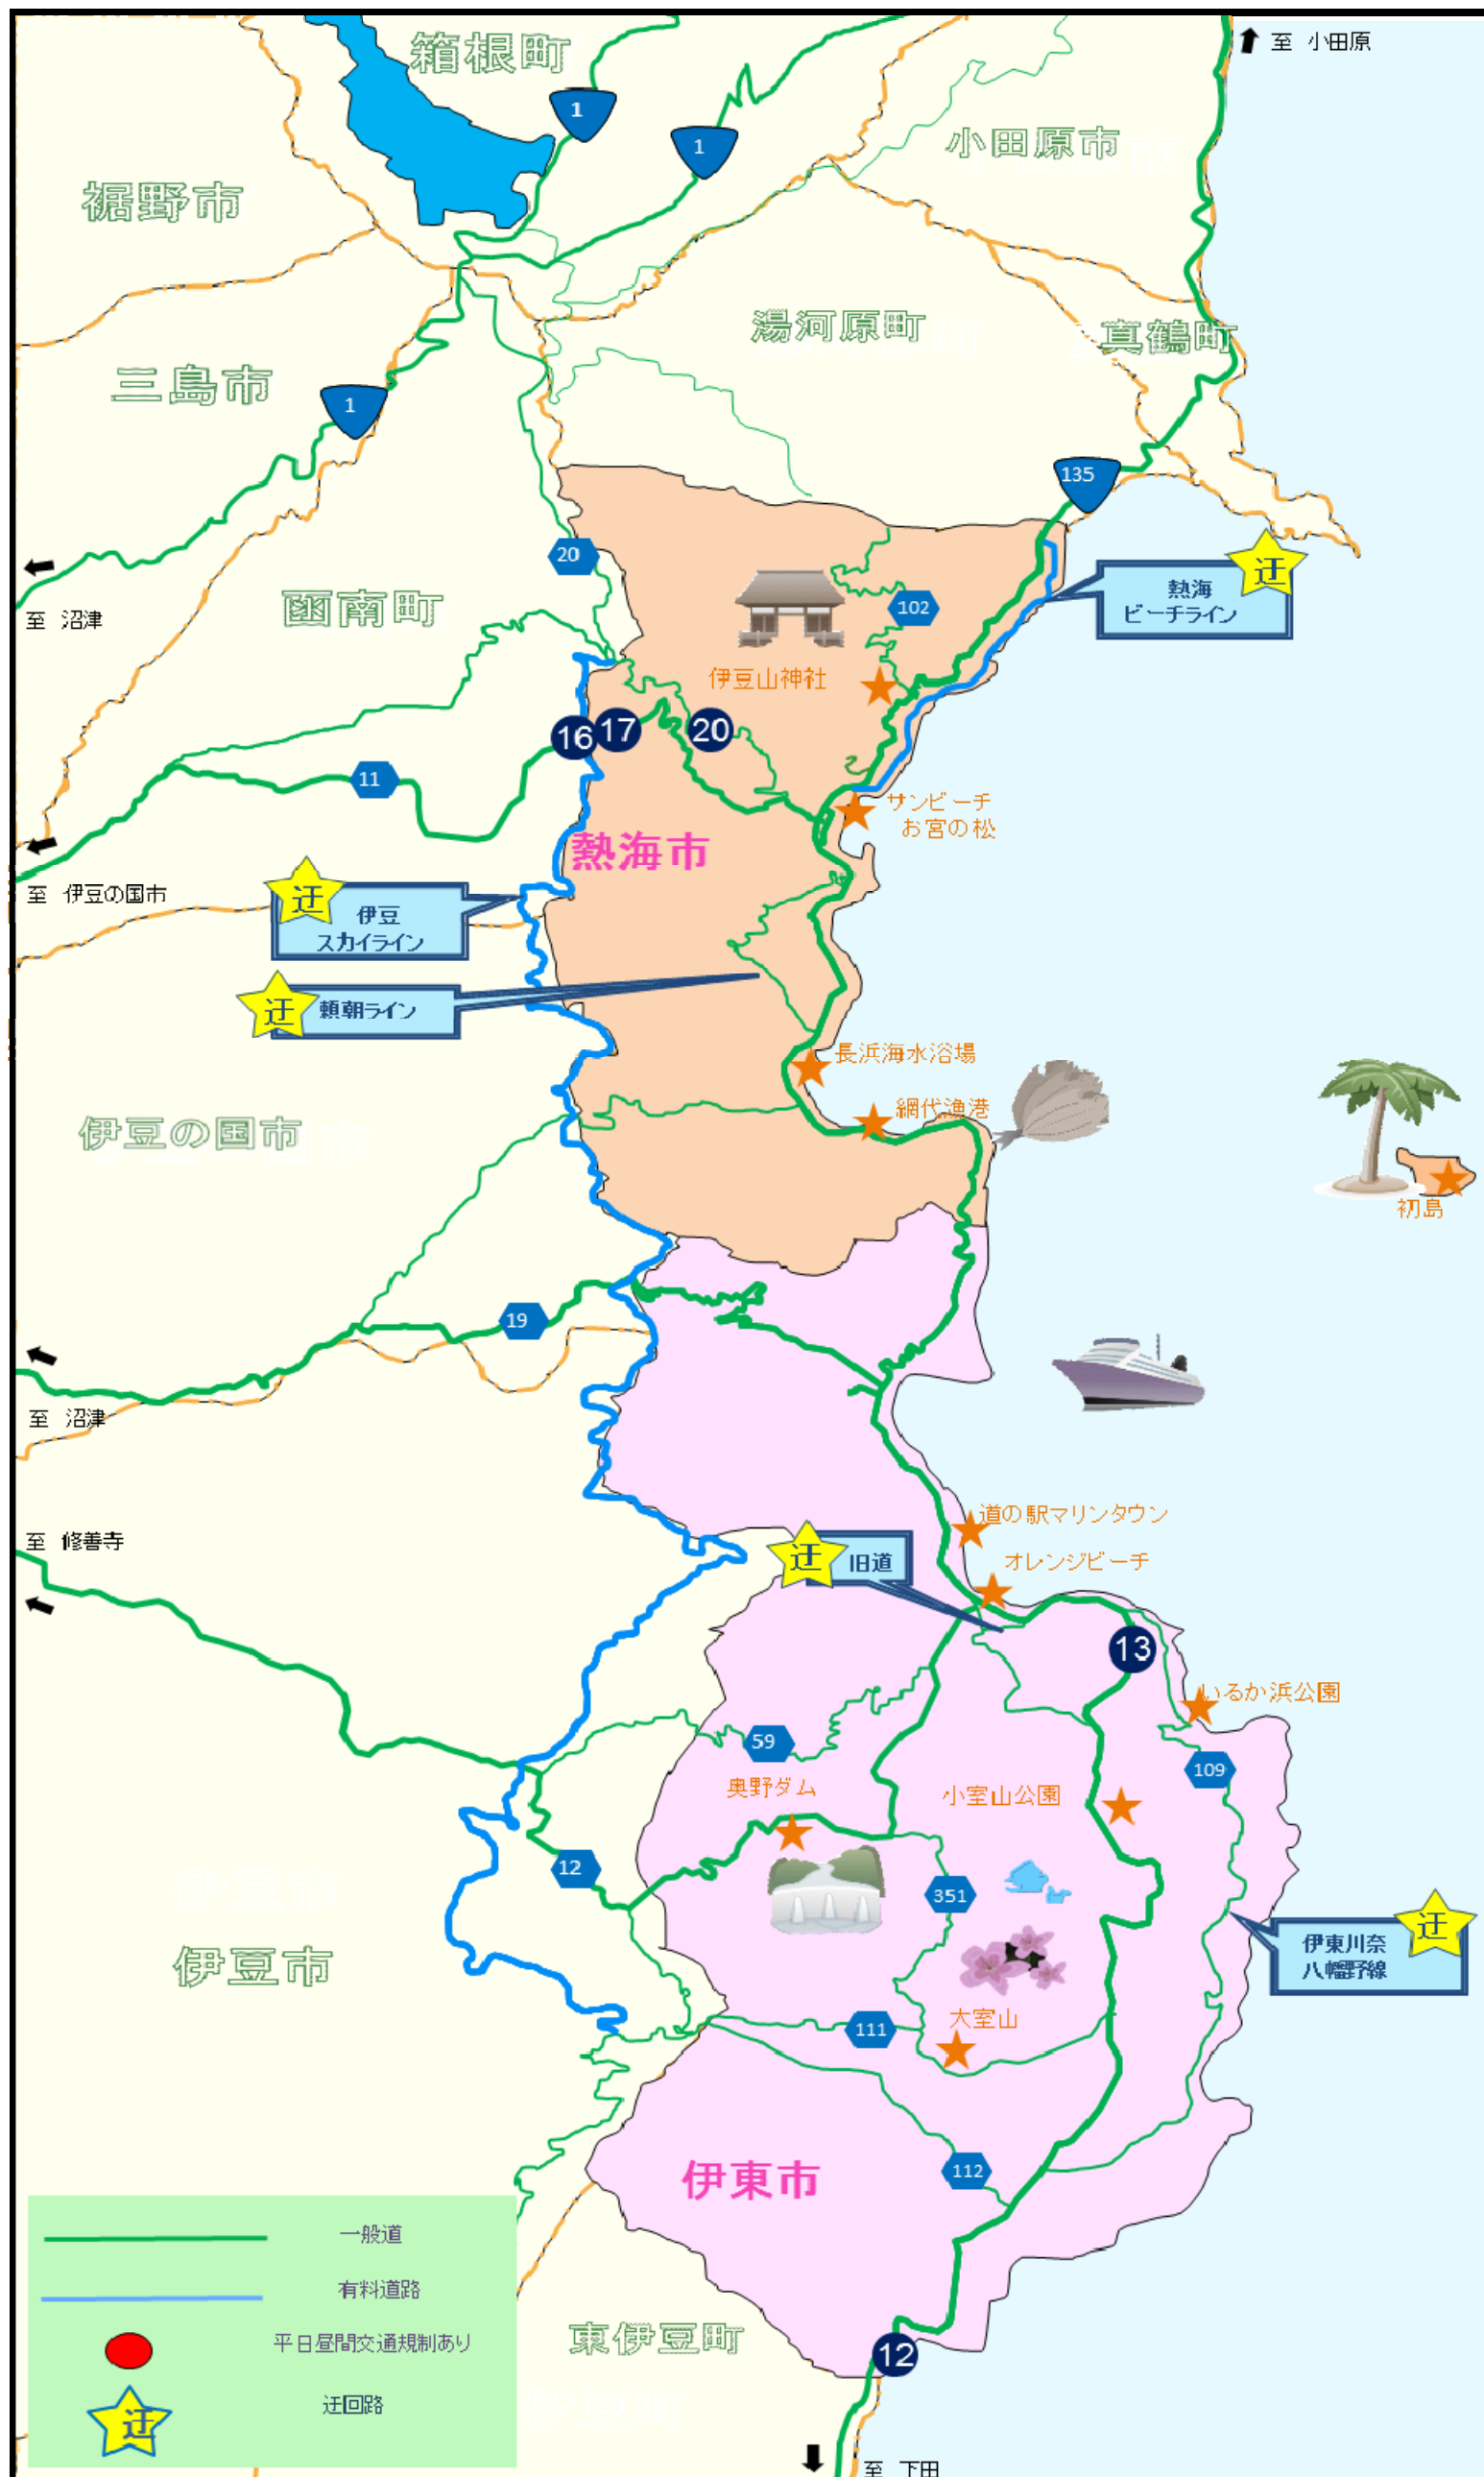 箱根町
至 小田原
1
1
小田原市
裾野市
湯河原町
真鶴町
三島市
1
135
20
熱海
ビーチライン
迂
至 沼津
函南町
102
伊豆山神社
16
17
20
11
サンビーチ
お宮の松
熱海市
至 伊豆の国市
迂
伊豆
スカイライン
迂
頼朝ライン
長浜海水浴場
網代漁港
伊豆の国市
初島
19
至 沼津
道の駅マリンタウン
至 修善寺
迂
旧道
オレンジビーチ
13
いるか浜公園
59
109
奥野ダム
小室山公園
12
351
迂
伊東川奈
八幡野線
伊豆市
大室山
111
112
伊東市
一般道
有料道路
平日昼間交通規制あり
迂
迂回路
東伊豆町
12
至 下田